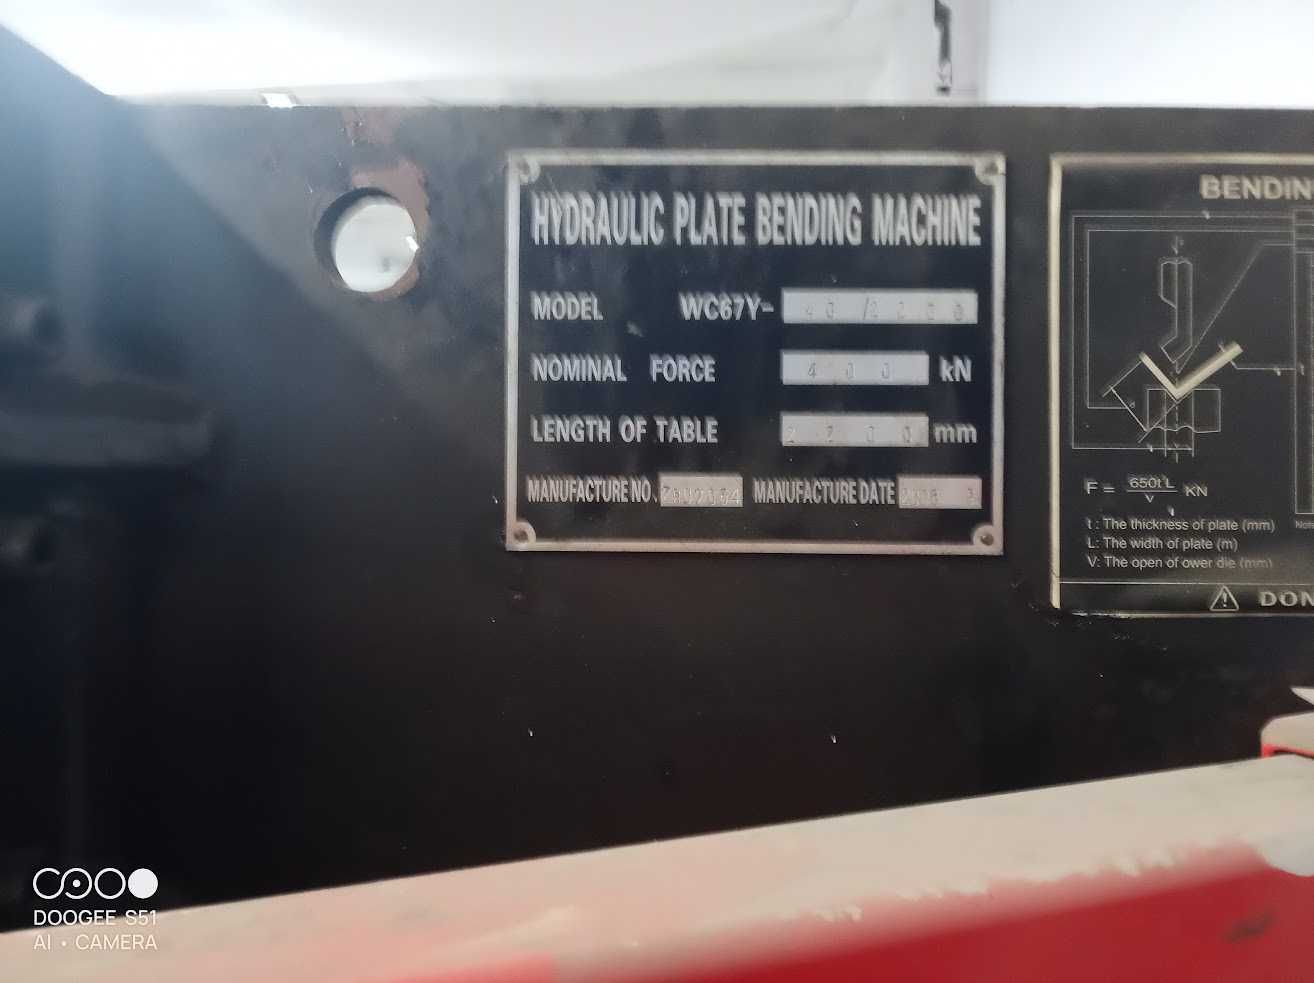 HYDRAULIC PLATE BENDING MACHINE
MODEL WC67Y- 40/2200
NOMINAL FORCE 400 kN
LENGTH OF TABLE 2200 mm
MANUFACTURE NO. MANUFACTURE DATE
BENDIN
F = 650t²L / V KN
t : The thickness of plate (mm)
L: The width of plate (m)
V: The open of ower die (mm)
⚠ DON
DOOGEE S51
AI • CAMERA